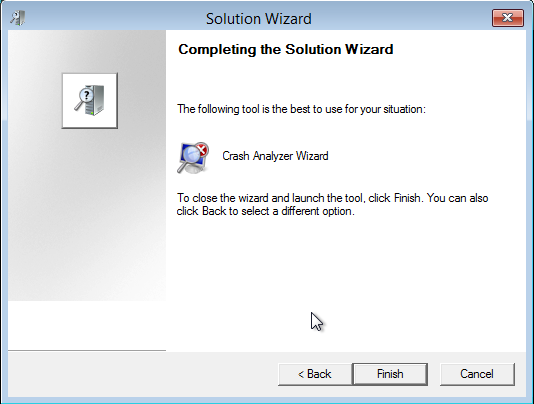 Solution Wizard
Completing the Solution Wizard
The following tool is the best to use for your situation:
Crash Analyzer Wizard
To close the wizard and launch the tool, click Finish. You can also
click Back to select a different option.
< Back
Finish
Cancel